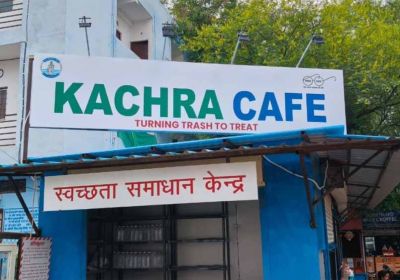 KACHRA CAFE
TURNING TRASH TO TREAT
स्वच्छता समाधान केन्द्र